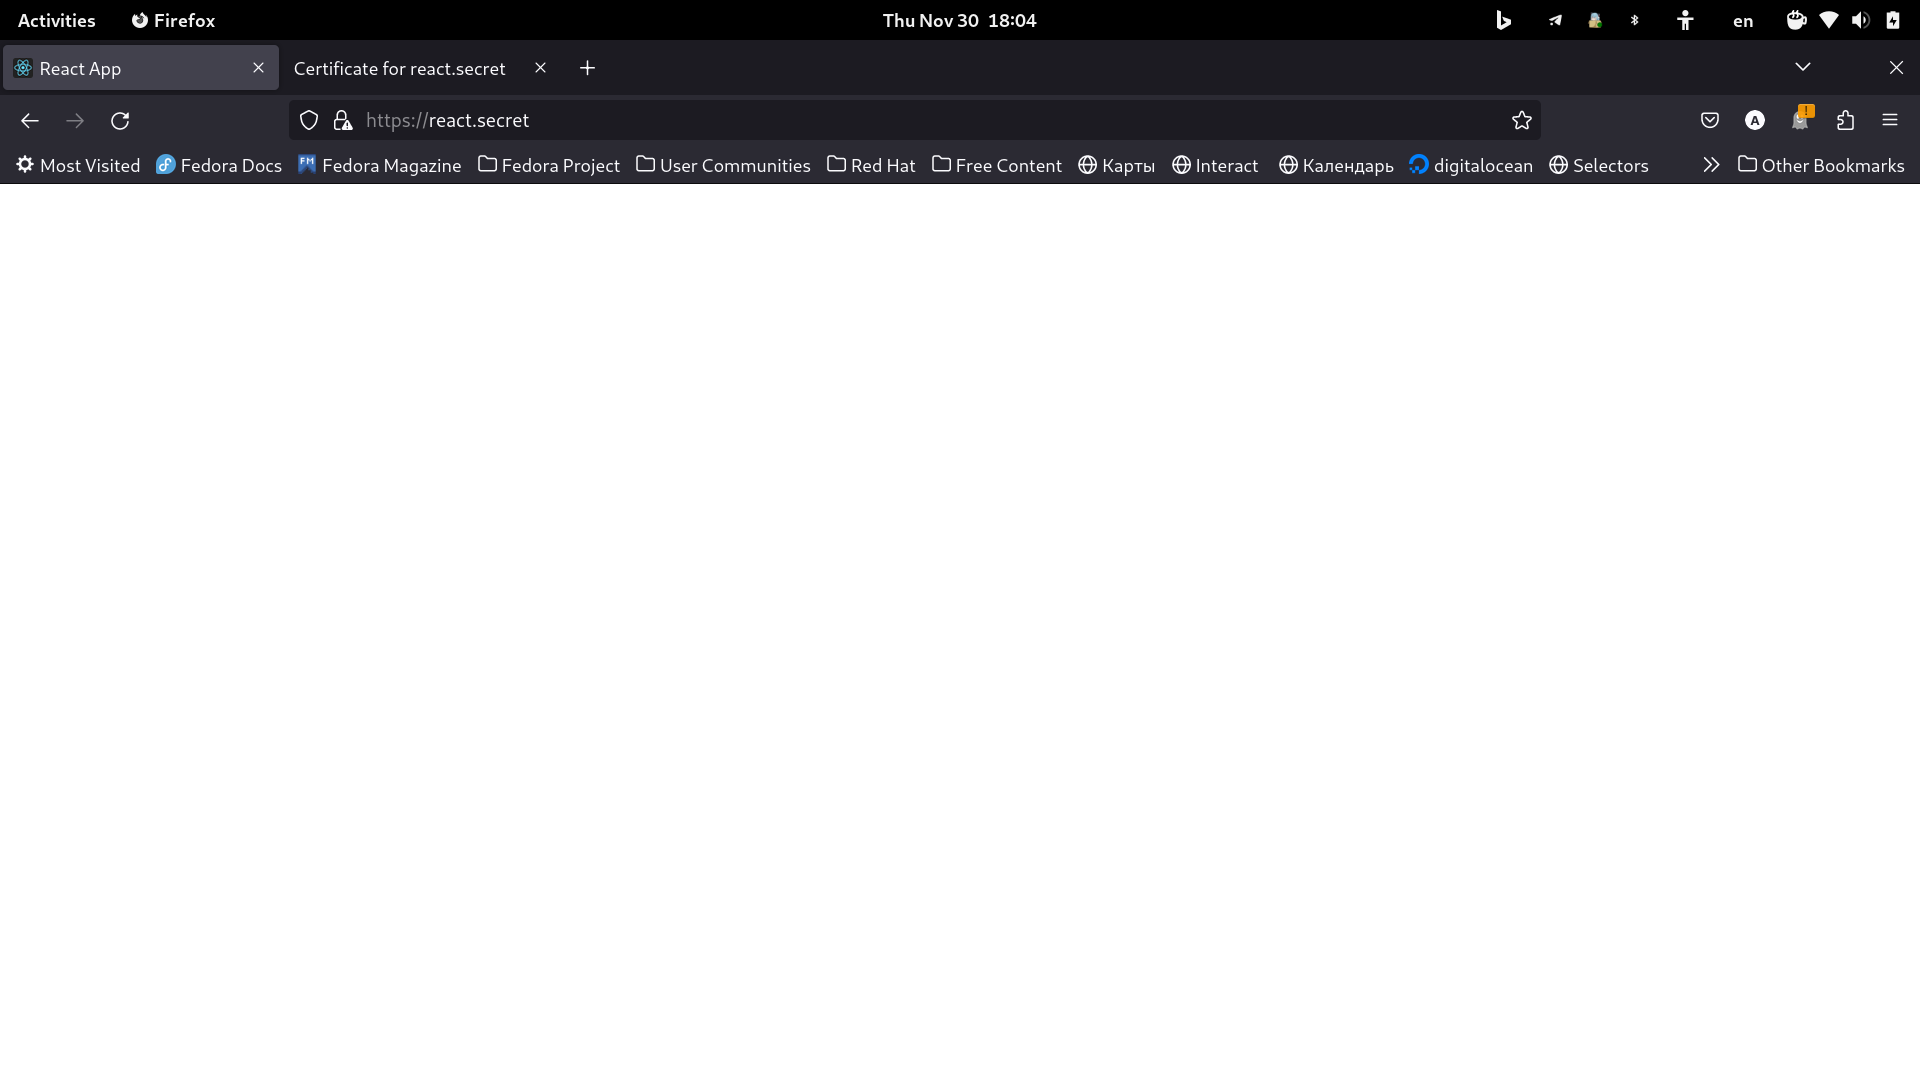 Activities Firefox Thu Nov 30 18:04 en
React App Certificate for react.secret
https://react.secret A !
Most Visited Fedora Docs FM Fedora Magazine Fedora Project User Communities Red Hat Free Content Карты Interact Календарь digitalocean Selectors Other Bookmarks